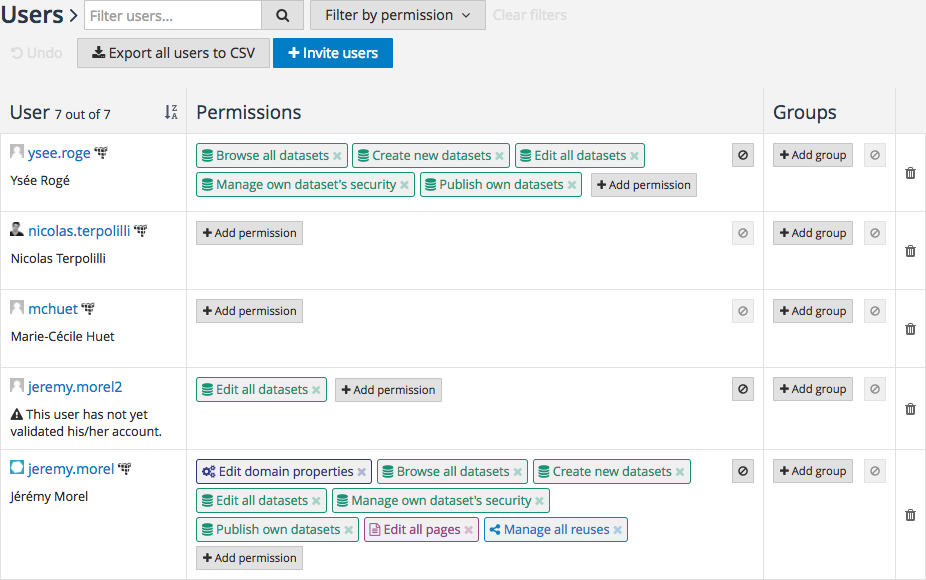 Users
Filter users...
Filter by permission
Clear filters
Undo
Export all users to CSV
Invite users
User 7 out of 7
Permissions
Groups
ysee.roge
Browse all datasets
Create new datasets
Edit all datasets
Add group
Ysée Rogé
Manage own dataset's security
Publish own datasets
Add permission
nicolas.terpolilli
Add permission
Add group
Nicolas Terpolilli
mchuet
Add permission
Add group
Marie-Cécile Huet
jeremy.morel2
Edit all datasets
Add permission
Add group
This user has not yet
validated his/her account.
jeremy.morel
Edit domain properties
Browse all datasets
Create new datasets
Add group
Jérémy Morel
Edit all datasets
Manage own dataset's security
Publish own datasets
Edit all pages
Manage all reuses
Add permission